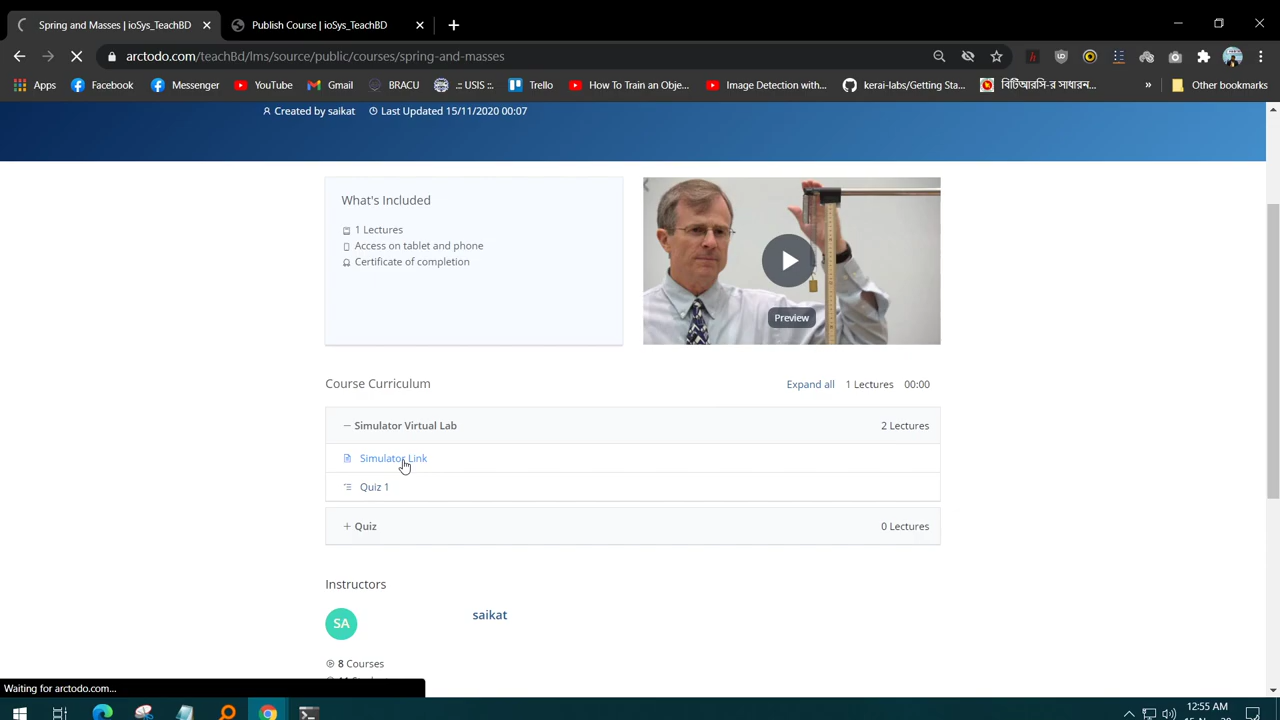 Spring and Masses | ioSys_TeachBD
Publish Course | ioSys_TeachBD
arctodo.com/teachBd/lms/source/public/courses/spring-and-masses
Apps
Facebook
Messenger
YouTube
Gmail
BRACU
.:: USIS ::.
Trello
How To Train an Obje...
Image Detection with...
kerai-labs/Getting Sta...
বিটিআরসি-র সাধারন...
»
Other bookmarks
Created by saikat
Last Updated 15/11/2020 00:07
What's Included
1 Lectures
Access on tablet and phone
Certificate of completion
Preview
Course Curriculum
Expand all
1 Lectures
00:00
Simulator Virtual Lab
2 Lectures
Simulator Link
Quiz 1
Quiz
0 Lectures
Instructors
SA
saikat
8 Courses
Waiting for arctodo.com...
12:55 AM